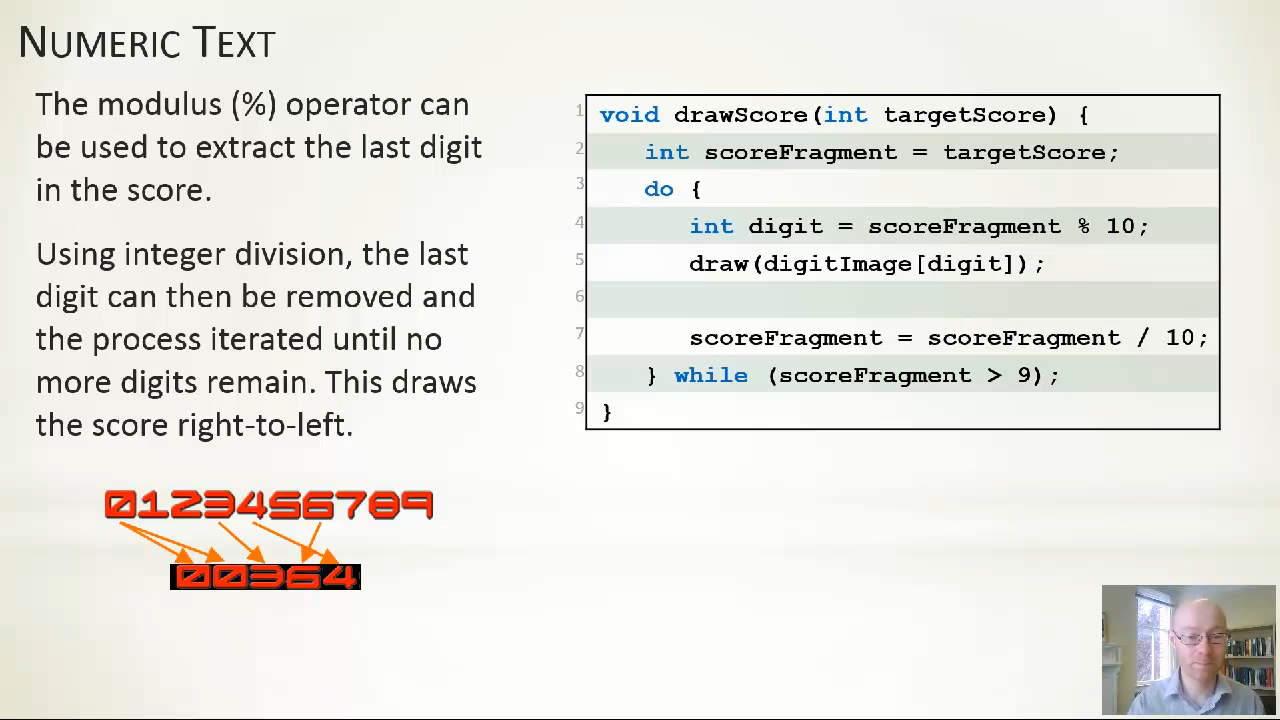 NUMERIC TEXT
The modulus (%) operator can
be used to extract the last digit
in the score.
Using integer division, the last
digit can then be removed and
the process iterated until no
more digits remain. This draws
the score right-to-left.
0123456789
00364
1 void drawScore(int targetScore) {
2 int scoreFragment = targetScore;
3 do {
4 int digit = scoreFragment % 10;
5 draw(digitImage[digit]);
6
7 scoreFragment = scoreFragment / 10;
8 } while (scoreFragment > 9);
9 }